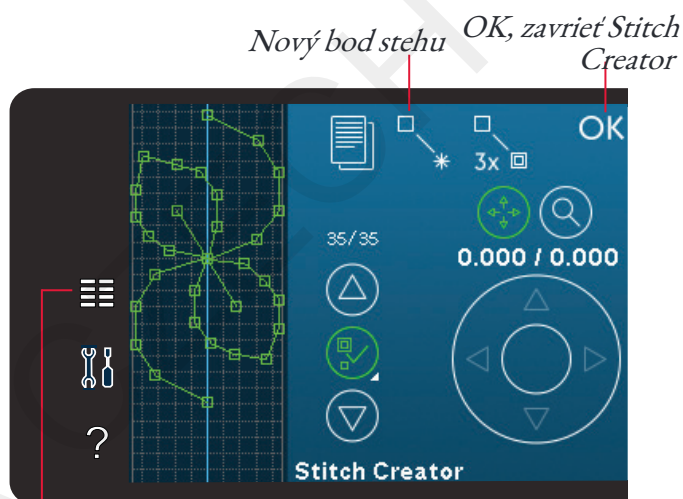 Nový bod stehu
OK, zavrieť Stitch
Creator
OK
3x
35/35
0.000 / 0.000
?
Stitch Creator